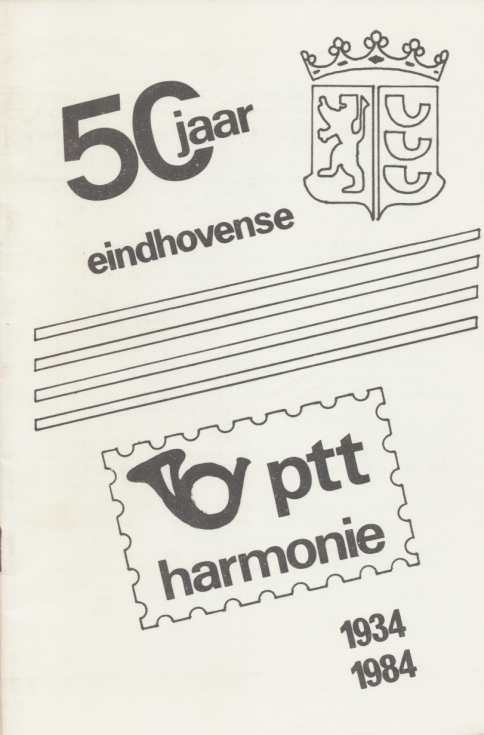 50 jaar
eindhovense
ptt
harmonie
1934
1984